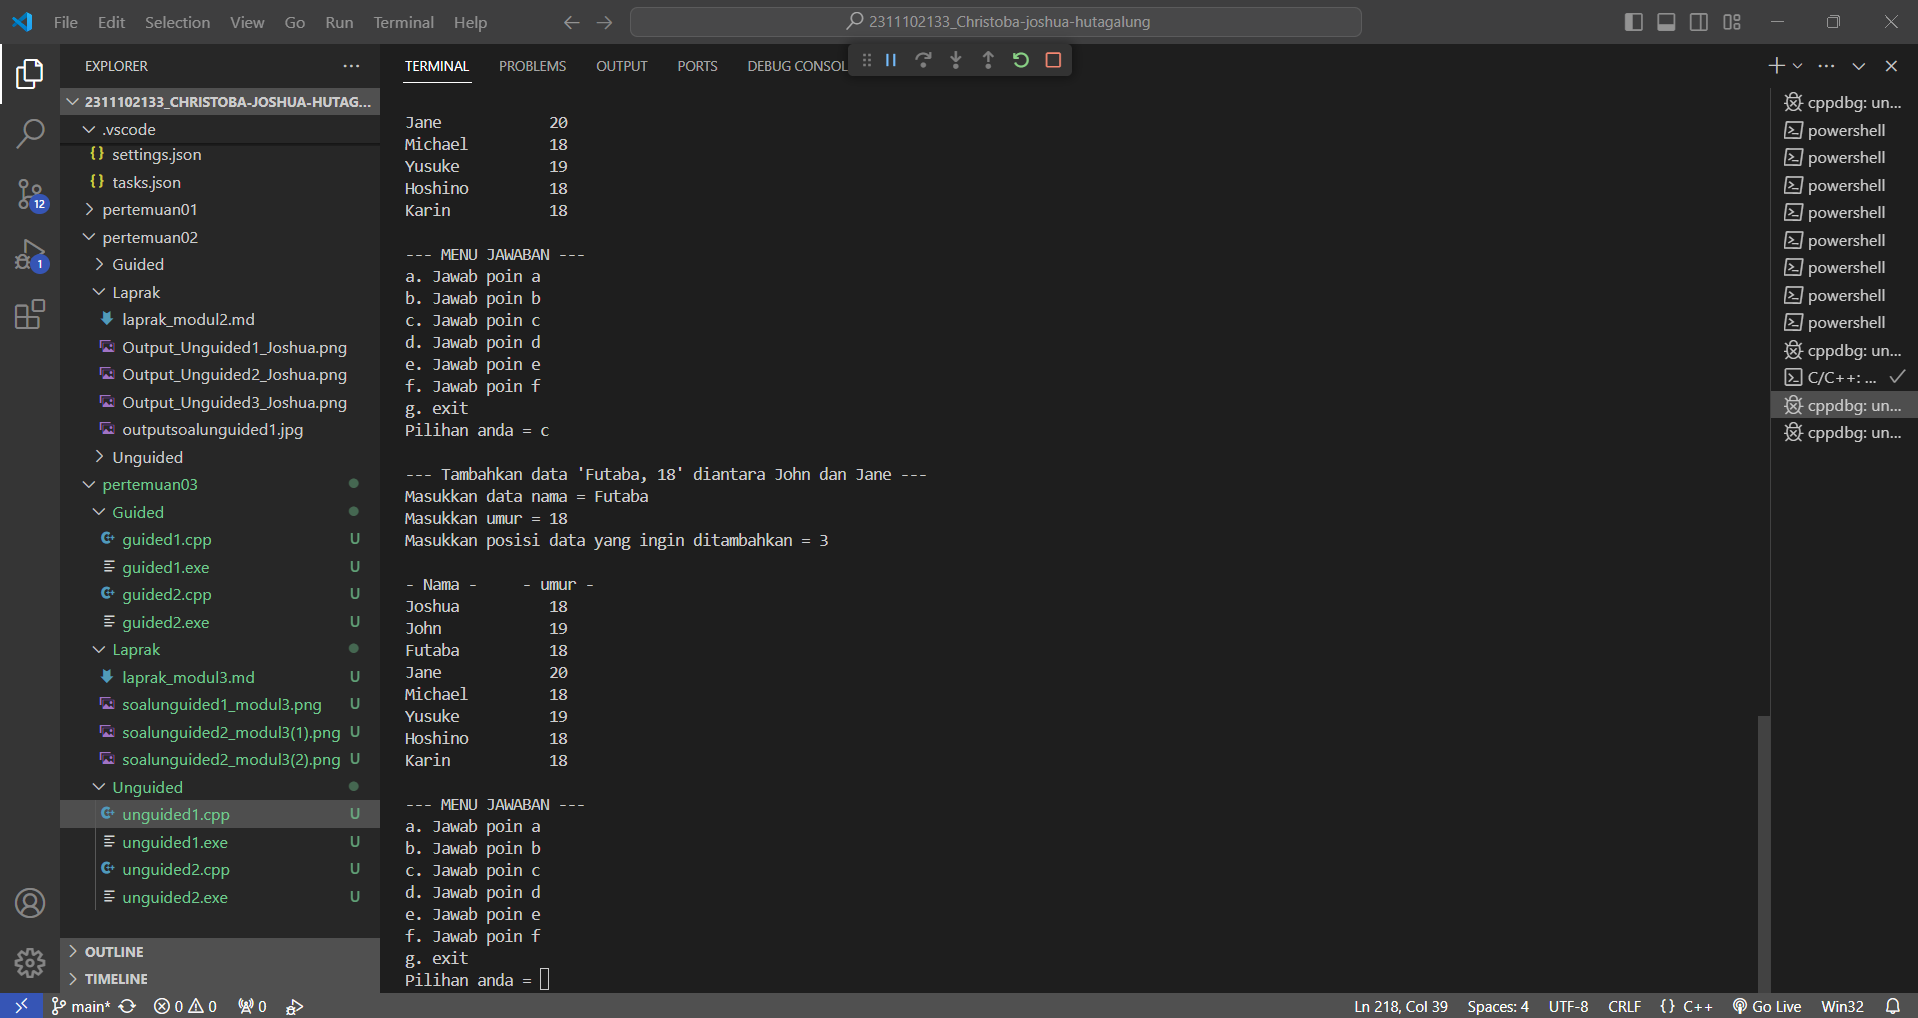 File Edit Selection View Go Run Terminal Help
2311102133_Christoba-joshua-hutagalung
EXPLORER
2311102133_CHRISTOBA-JOSHUA-HUTAG...
.vscode
{} settings.json
{} tasks.json
pertemuan01
pertemuan02
Guided
Laprak
laprak_modul2.md
Output_Unguided1_Joshua.png
Output_Unguided2_Joshua.png
Output_Unguided3_Joshua.png
outputsoalunguided1.jpg
Unguided
pertemuan03
Guided
guided1.cpp U
guided1.exe U
guided2.cpp U
guided2.exe U
Laprak
laprak_modul3.md U
soalunguided1_modul3.png U
soalunguided2_modul3(1).png U
soalunguided2_modul3(2).png U
Unguided
unguided1.cpp U
unguided1.exe U
unguided2.cpp U
unguided2.exe U
OUTLINE
TIMELINE
12
1
TERMINAL PROBLEMS OUTPUT PORTS DEBUG CONSOL
Jane 20
Michael 18
Yusuke 19
Hoshino 18
Karin 18
--- MENU JAWABAN ---
a. Jawab poin a
b. Jawab poin b
c. Jawab poin c
d. Jawab poin d
e. Jawab poin e
f. Jawab poin f
g. exit
Pilihan anda = c
--- Tambahkan data 'Futaba, 18' diantara John dan Jane ---
Masukkan data nama = Futaba
Masukkan umur = 18
Masukkan posisi data yang ingin ditambahkan = 3
- Nama - - umur -
Joshua 18
John 19
Futaba 18
Jane 20
Michael 18
Yusuke 19
Hoshino 18
Karin 18
--- MENU JAWABAN ---
a. Jawab poin a
b. Jawab poin b
c. Jawab poin c
d. Jawab poin d
e. Jawab poin e
f. Jawab poin f
g. exit
Pilihan anda =
cppdbg: un...
powershell
powershell
powershell
powershell
powershell
powershell
powershell
powershell
cppdbg: un...
C/C++: ...
cppdbg: un...
cppdbg: un...
main* 0 0 0 Ln 218, Col 39 Spaces: 4 UTF-8 CRLF {} C++ Go Live Win32